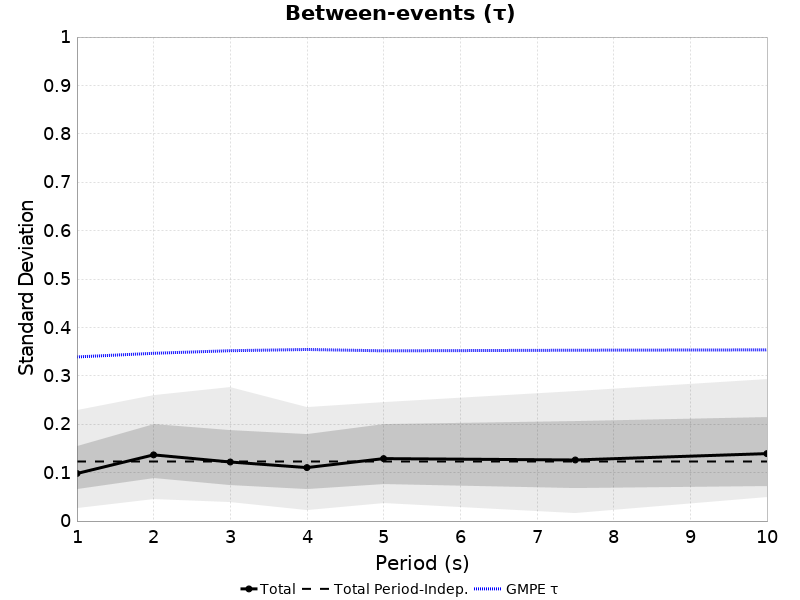 Between-events (τ)
1
0.9
0.8
0.7
0.6
0.5
0.4
0.3
0.2
0.1
0
Standard Deviation
1 2 3 4 5 6 7 8 9 10
Period (s)
Total Total Period-Indep. GMPE τ